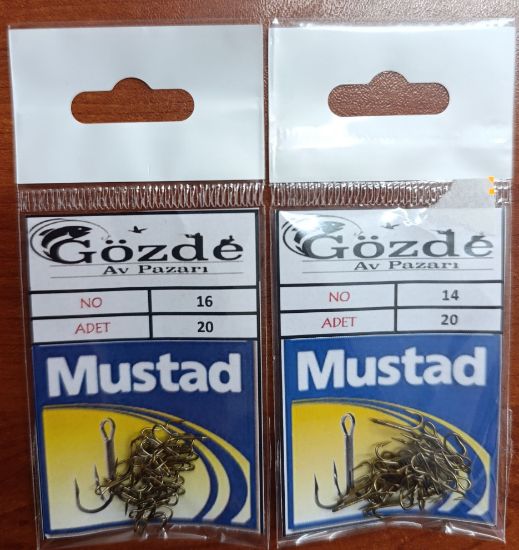 Gözde
Av Pazarı
NO 16
ADET 20
Mustad
Gözde
Av Pazarı
NO 14
ADET 20
Mustad